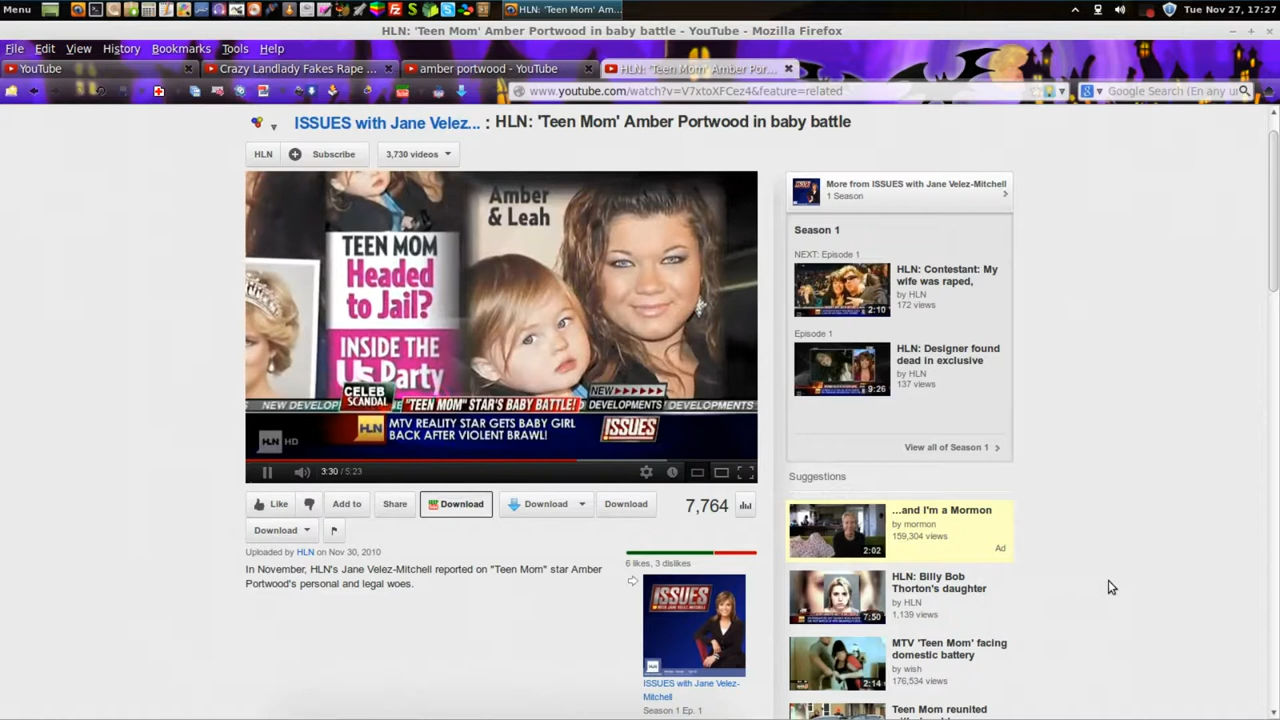 Menu
HLN: 'Teen Mom' Am...
Tue Nov 27, 17:27
HLN: 'Teen Mom' Amber Portwood in baby battle - YouTube - Mozilla Firefox
File Edit View History Bookmarks Tools Help
YouTube
Crazy Landlady Fakes Rape ...
amber portwood - YouTube
HLN: 'Teen Mom' Amber Por...
www.youtube.com/watch?v=V7xtoXFCez4&feature=related
Google Search (En any ur
ISSUES with Jane Velez... : HLN: 'Teen Mom' Amber Portwood in baby battle
HLN
Subscribe
3,730 videos
Amber
& Leah
TEEN MOM
Headed
to Jail?
INSIDE THE
Us Party
CELEB
SCANDAL
NEW DEVELOP
"TEEN MOM" STAR'S BABY BATTLE!
NEW
DEVELOPMENTS
DEVELOPMENTS
HLN
MTV REALITY STAR GETS BABY GIRL
BACK AFTER VIOLENT BRAWL!
ISSUES
HLN HD
3:30 / 5:23
Like
Add to
Share
Download
Download
Download
7,764
Download
Uploaded by HLN on Nov 30, 2010
In November, HLN's Jane Velez-Mitchell reported on "Teen Mom" star Amber
Portwood's personal and legal woes.
6 likes, 3 dislikes
ISSUES
HLN
ISSUES with Jane Velez-
Mitchell
Season 1 Ep. 1
More from ISSUES with Jane Velez-Mitchell
1 Season
Season 1
NEXT: Episode 1
HLN: Contestant: My
wife was raped,
by HLN
172 views
2:10
Episode 1
HLN: Designer found
dead in exclusive
by HLN
137 views
9:26
View all of Season 1
Suggestions
...and I'm a Mormon
by mormon
159,304 views
Ad
2:02
HLN: Billy Bob
Thorton's daughter
by HLN
1,139 views
7:50
MTV 'Teen Mom' facing
domestic battery
by wish
176,534 views
2:14
Teen Mom reunited